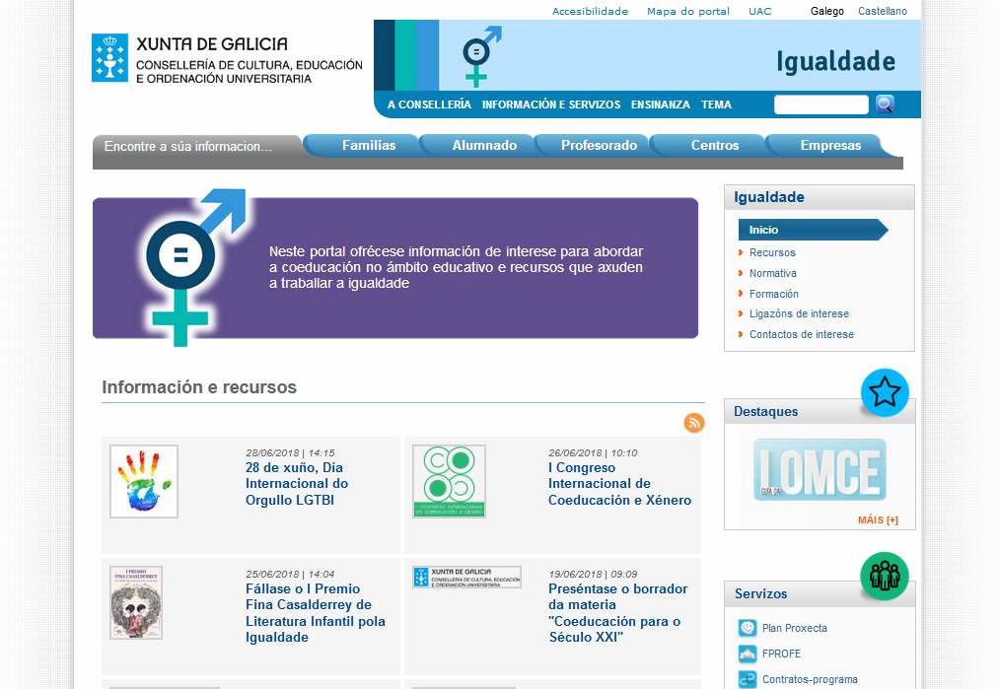 Accesibilidade Mapa do portal UAC Galego Castellano
XUNTA DE GALICIA
CONSELLERÍA DE CULTURA, EDUCACIÓN
E ORDENACIÓN UNIVERSITARIA
Igualdade
A CONSELLERÍA INFORMACIÓN E SERVIZOS ENSINANZA TEMA
Encontre a súa informacion... Familias Alumnado Profesorado Centros Empresas
Neste portal ofrécese información de interese para abordar
a coeducación no ámbito educativo e recursos que axuden
a traballar a igualdade
Igualdade
Inicio
Recursos
Normativa
Formación
Ligazóns de interese
Contactos de interese
Información e recursos
28/06/2018 | 14:15
28 de xuño, Día
Internacional do
Orgullo LGTBI
I CONGRESO INTERNACIONAL
EN COEDUCACIÓN E XÉNERO
26/06/2018 | 10:10
I Congreso
Internacional de
Coeducación e Xénero
I PREMIO
FINA CASALDERREY
25/06/2018 | 14:04
Fállase o I Premio
Fina Casalderrey de
Literatura Infantil pola
Igualdade
XUNTA DE GALICIA
CONSELLERÍA DE CULTURA, EDUCACIÓN
E ORDENACIÓN UNIVERSITARIA
19/06/2018 | 09:09
Preséntase o borrador
da materia
"Coeducación para o
Século XXI"
Destaques
GUÍA DA
LOMCE
MÁIS [+]
Servizos
Plan Proxecta
FPROFE
Contratos-programa